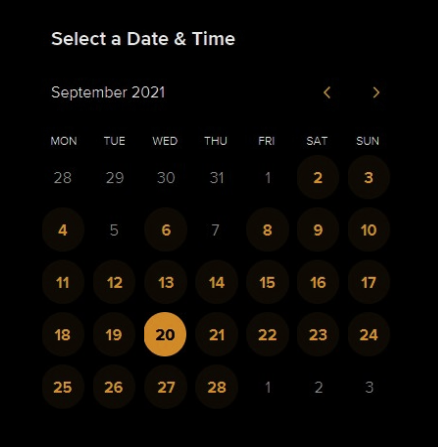 Select a Date & Time
September 2021
MON TUE WED THU FRI SAT SUN
28 29 30 31 1 2 3
4 5 6 7 8 9 10
11 12 13 14 15 16 17
18 19 20 21 22 23 24
25 26 27 28 1 2 3